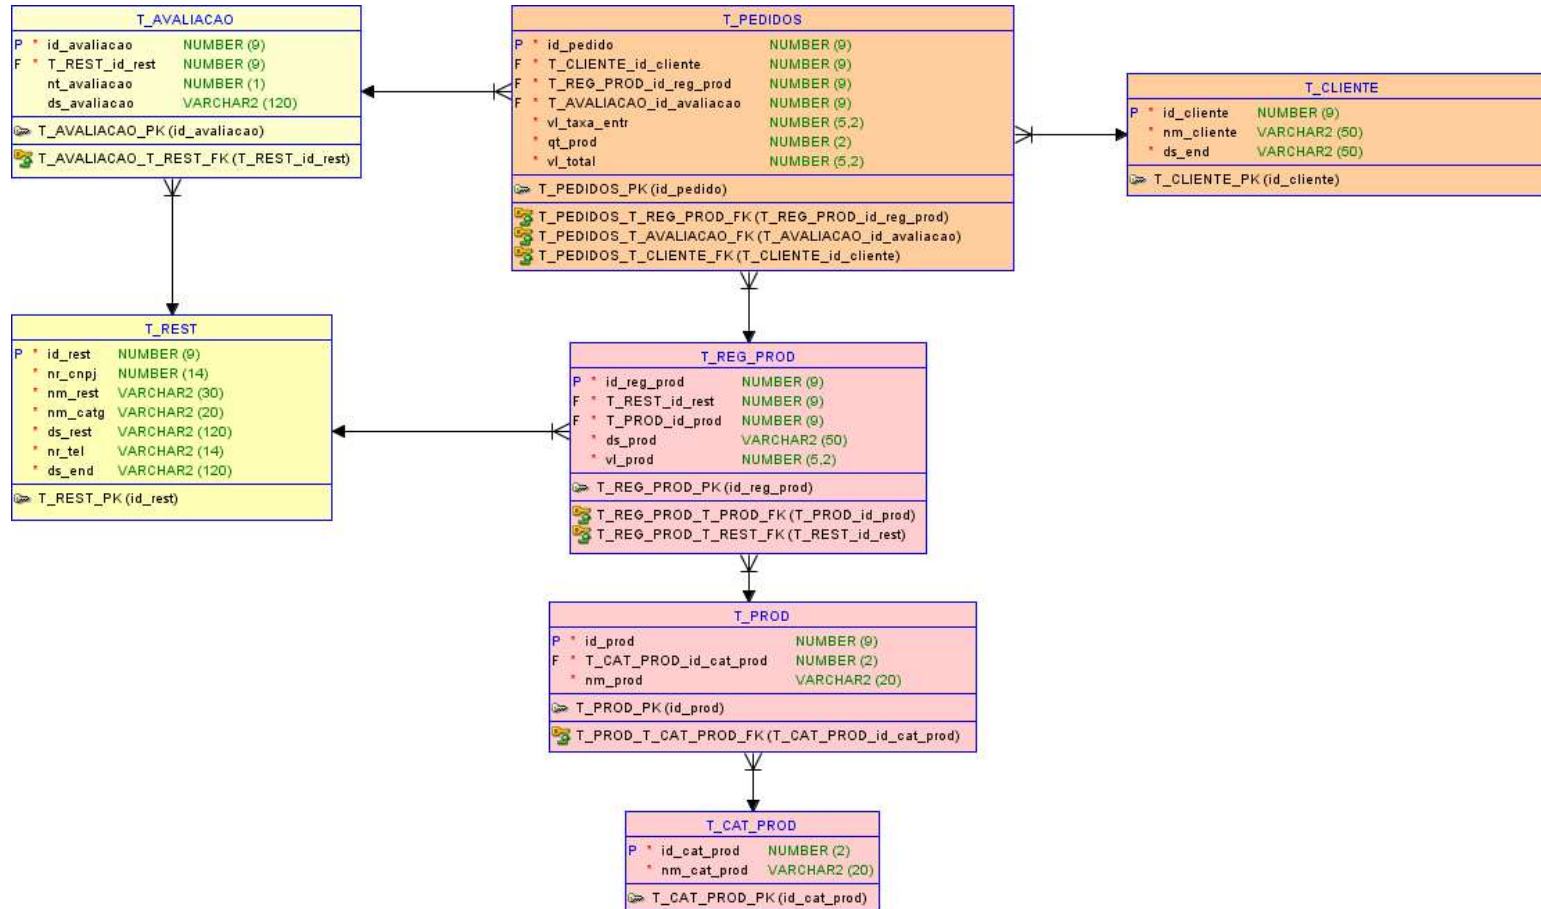 T_AVALIACAO
P * id_avaliacao NUMBER (9)
F * T_REST_id_rest NUMBER (9)
nt_avaliacao NUMBER (1)
ds_avaliacao VARCHAR2 (120)
T_AVALIACAO_PK (id_avaliacao)
T_AVALIACAO_T_REST_FK (T_REST_id_rest)
T_PEDIDOS
P * id_pedido NUMBER (9)
F * T_CLIENTE_id_cliente NUMBER (9)
F * T_REG_PROD_id_reg_prod NUMBER (9)
F * T_AVALIACAO_id_avaliacao NUMBER (9)
* vl_taxa_entr NUMBER (5,2)
* qt_prod NUMBER (2)
* vl_total NUMBER (5,2)
T_PEDIDOS_PK (id_pedido)
T_PEDIDOS_T_REG_PROD_FK (T_REG_PROD_id_reg_prod)
T_PEDIDOS_T_AVALIACAO_FK (T_AVALIACAO_id_avaliacao)
T_PEDIDOS_T_CLIENTE_FK (T_CLIENTE_id_cliente)
T_CLIENTE
P * id_cliente NUMBER (9)
* nm_cliente VARCHAR2 (50)
* ds_end VARCHAR2 (50)
T_CLIENTE_PK (id_cliente)
T_REST
P * id_rest NUMBER (9)
* nr_cnpj NUMBER (14)
* nm_rest VARCHAR2 (30)
* nm_catg VARCHAR2 (20)
* ds_rest VARCHAR2 (120)
* nr_tel VARCHAR2 (14)
* ds_end VARCHAR2 (120)
T_REST_PK (id_rest)
T_REG_PROD
P * id_reg_prod NUMBER (9)
F * T_REST_id_rest NUMBER (9)
F * T_PROD_id_prod NUMBER (9)
* ds_prod VARCHAR2 (50)
* vl_prod NUMBER (5,2)
T_REG_PROD_PK (id_reg_prod)
T_REG_PROD_T_PROD_FK (T_PROD_id_prod)
T_REG_PROD_T_REST_FK (T_REST_id_rest)
T_PROD
P * id_prod NUMBER (9)
F * T_CAT_PROD_id_cat_prod NUMBER (2)
* nm_prod VARCHAR2 (20)
T_PROD_PK (id_prod)
T_PROD_T_CAT_PROD_FK (T_CAT_PROD_id_cat_prod)
T_CAT_PROD
P * id_cat_prod NUMBER (2)
* nm_cat_prod VARCHAR2 (20)
T_CAT_PROD_PK (id_cat_prod)